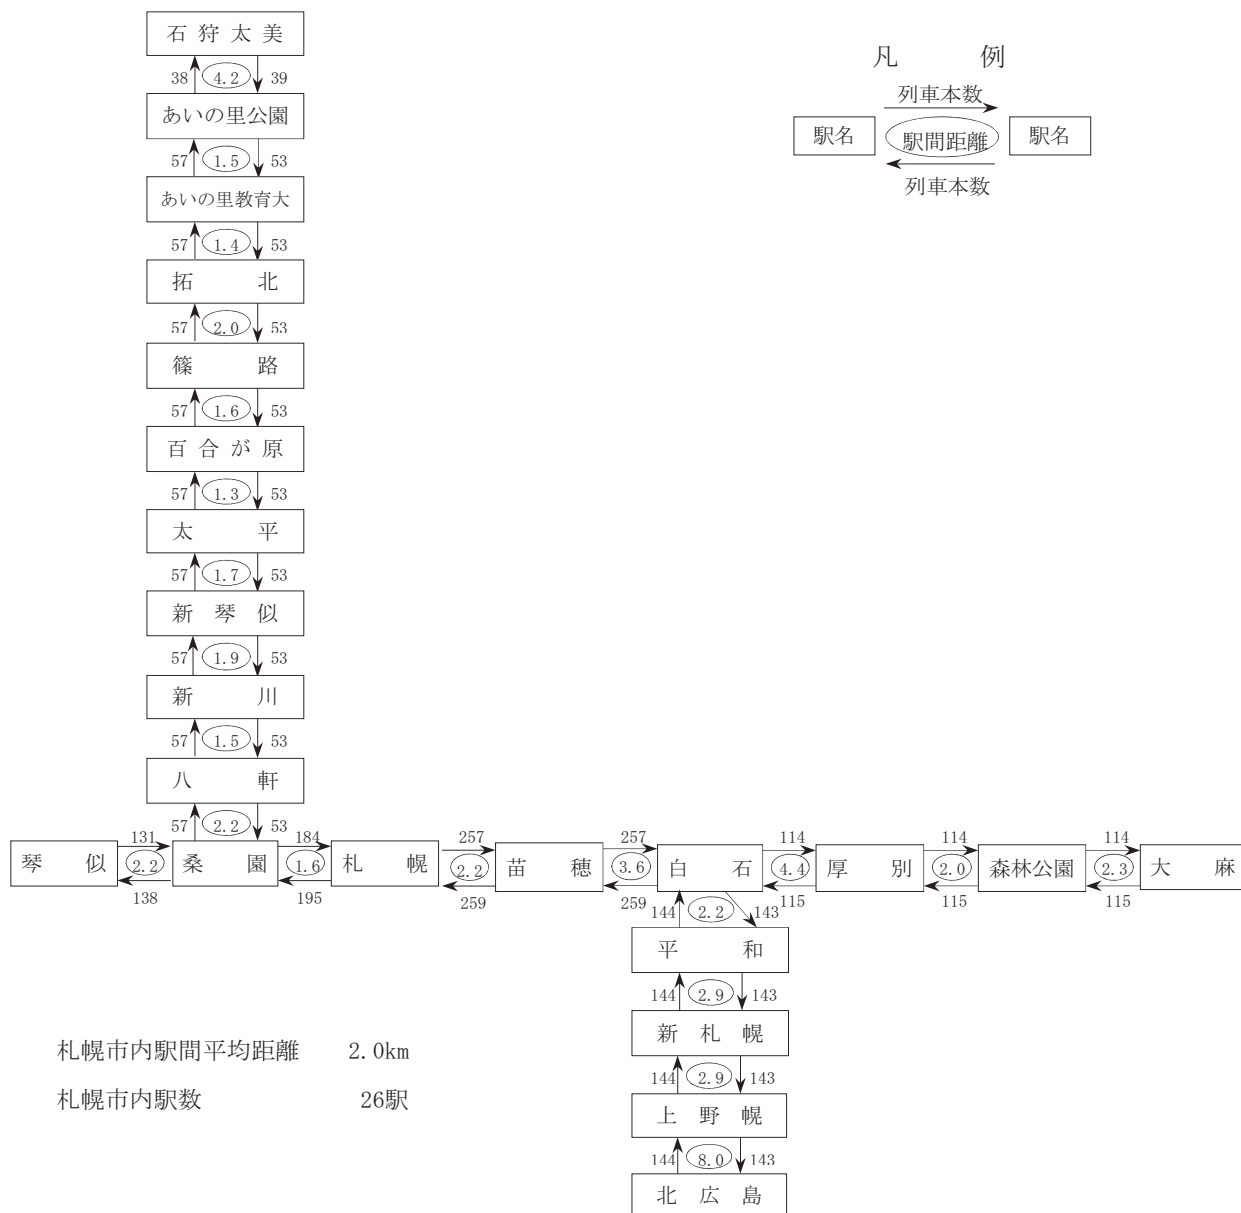 石狩太美
38 4.2 39
あいの里公園
57 1.5 53
あいの里教育大
57 1.4 53
拓北
57 2.0 53
篠路
57 1.6 53
百合が原
57 1.3 53
太平
57 1.7 53
新琴似
57 1.9 53
新川
57 1.5 53
八軒
57 2.2 53
凡例
列車本数
駅名 駅間距離 駅名
列車本数
131 184 257 257 114 114 114
琴似 2.2 桑園 1.6 札幌 2.2 苗穂 3.6 白石 4.4 厚別 2.0 森林公園 2.3 大麻
138 195 259 259 115 115 115
144 2.2 143
平和
144 2.9 143
新札幌
144 2.9 143
上野幌
144 8.0 143
北広島
札幌市内駅間平均距離 2.0km
札幌市内駅数 26駅